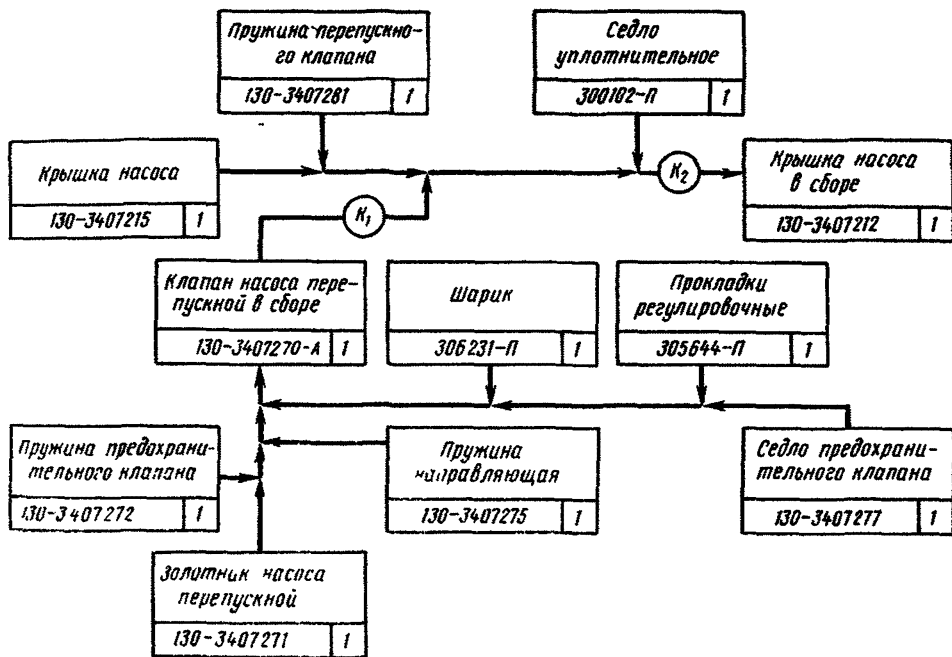 Пружина перепускно-
го клапана
130-3407281 1
Седло
уплотнительное
300102-П 1
Крышка насоса
130-3407215 1
К2
Крышка насоса
в сборе
130-3407212 1
К1
Клапан насоса пере-
пускной в сборе
130-3407270-А 1
Шарик
306231-П 1
Прокладки
регулировочные
305644-П 1
Пружина предохрани-
тельного клапана
130-3407272 1
Пружина
направляющая
130-3407275 1
Седло предохрани-
тельного клапана
130-3407277 1
Золотник насоса
перепускной
130-3407271 1